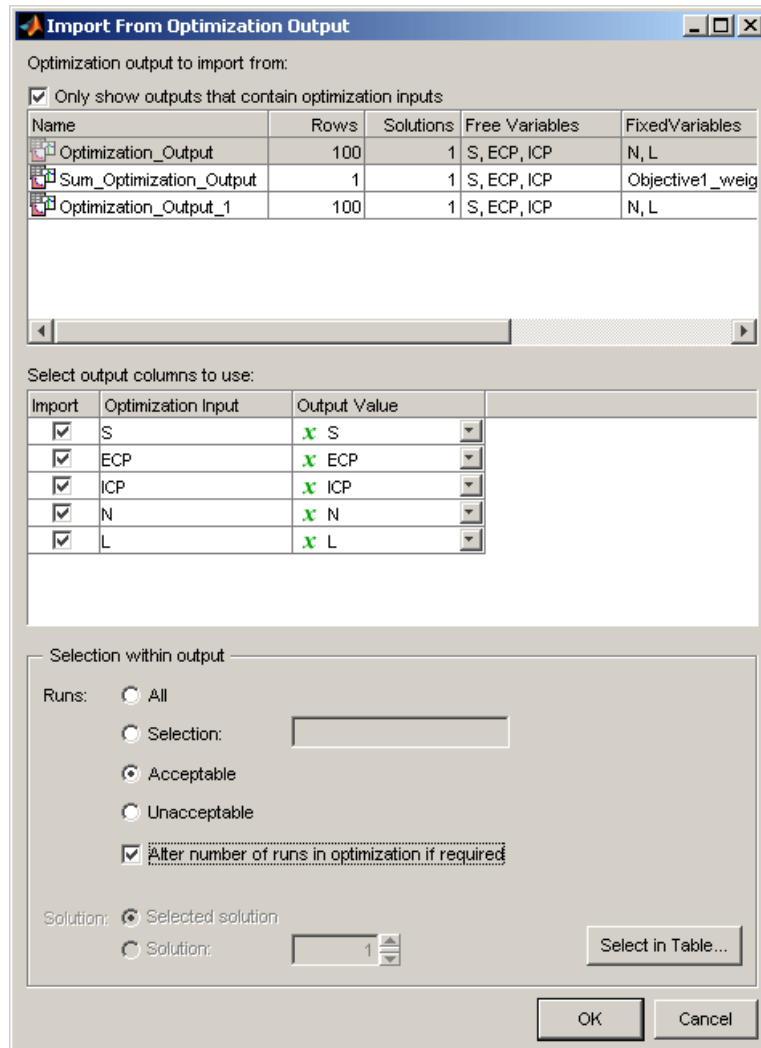 Import From Optimization Output
Optimization output to import from:
Only show outputs that contain optimization inputs
Name Rows Solutions Free Variables FixedVariables
Optimization_Output 100 1 S, ECP, ICP N, L
Sum_Optimization_Output 1 1 S, ECP, ICP Objective1_weig
Optimization_Output_1 100 1 S, ECP, ICP N, L
Select output columns to use:
Import Optimization Input Output Value
S x S
ECP x ECP
ICP x ICP
N x N
L x L
Selection within output
Runs: All
Selection:
Acceptable
Unacceptable
Alter number of runs in optimization if required
Solution: Selected solution
Solution: 1
Select in Table...
OK Cancel